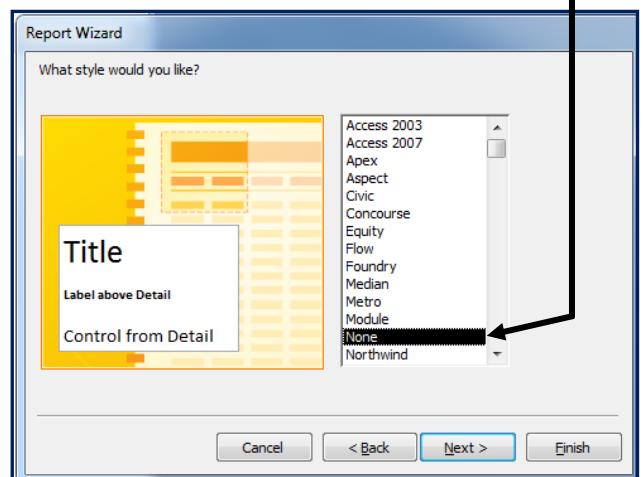 Report Wizard
What style would you like?
Title
Label above Detail
Control from Detail
Access 2003
Access 2007
Apex
Aspect
Civic
Concourse
Equity
Flow
Foundry
Median
Metro
Module
None
Northwind
Cancel
< Back
Next >
Finish